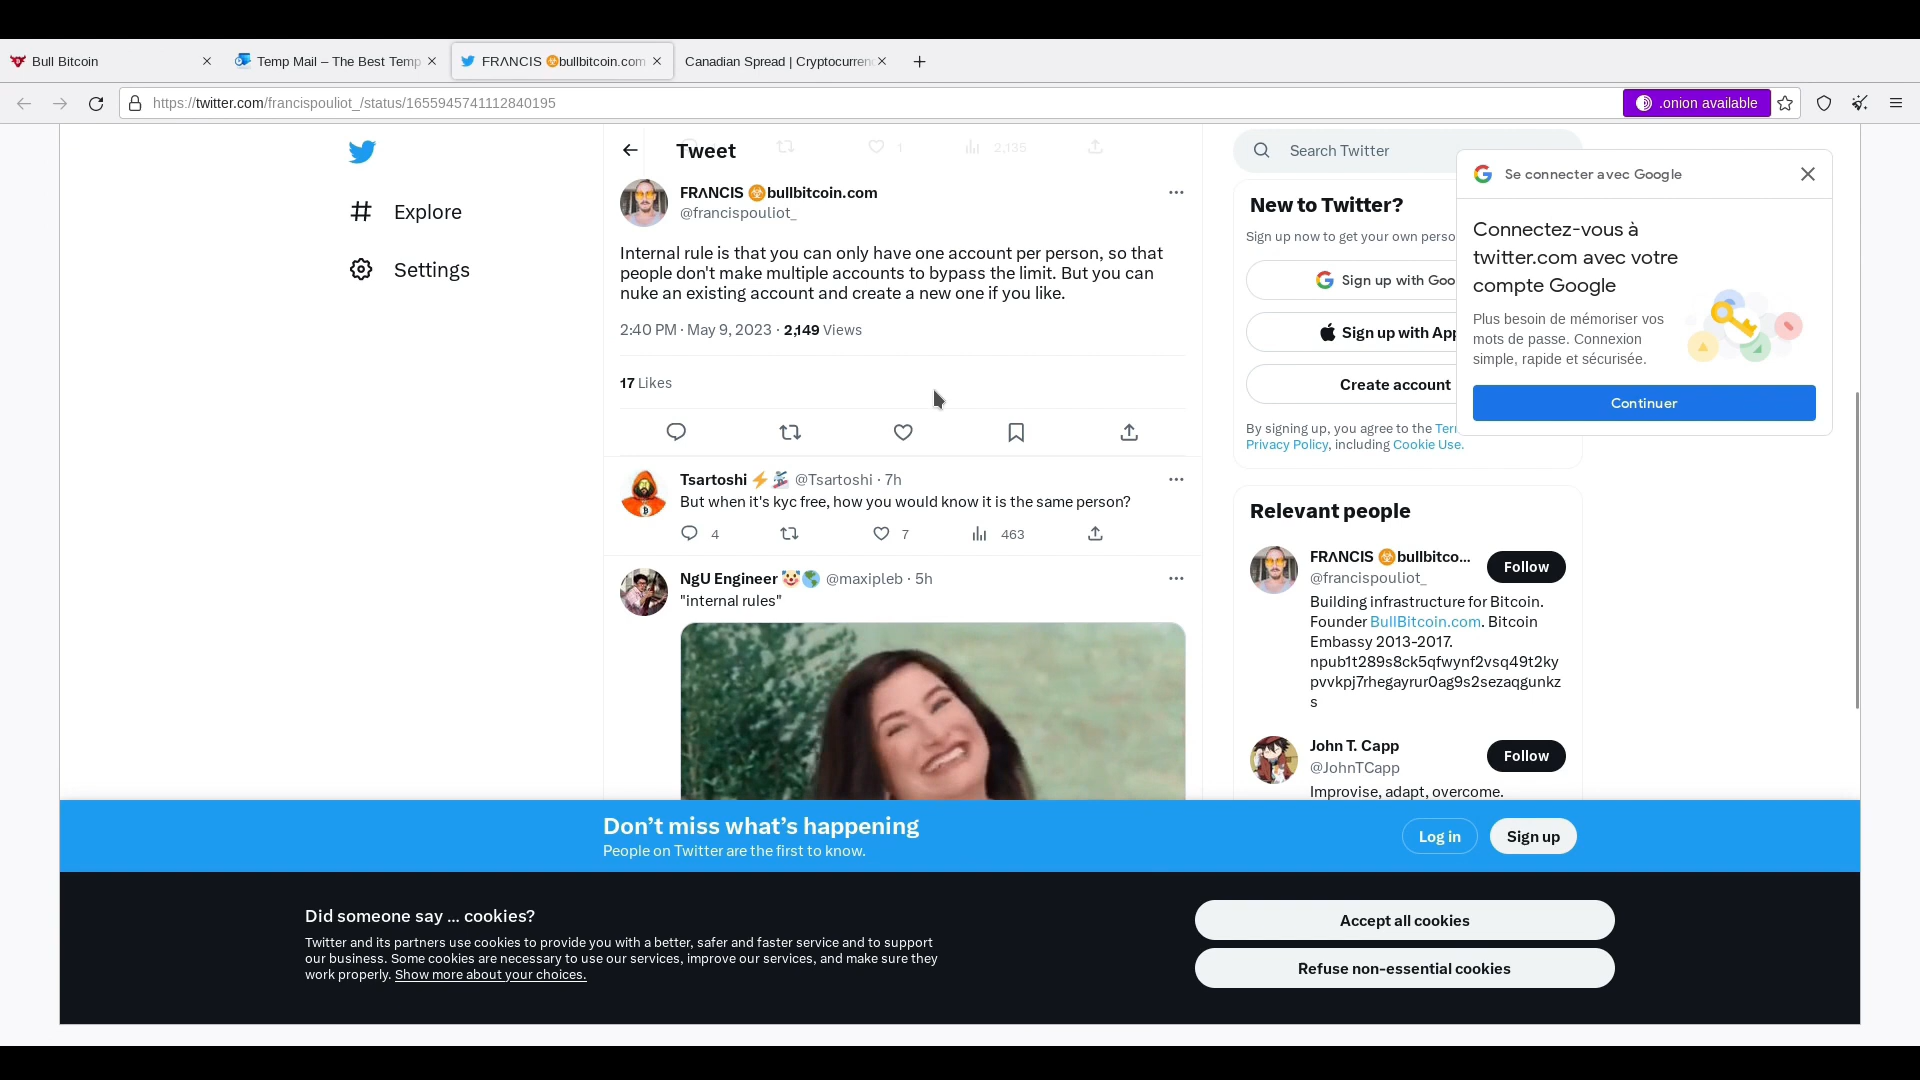 Bull Bitcoin
Temp Mail – The Best Temp
FRΛNCIS ☣bullbitcoin.com
Canadian Spread | Cryptocurren
https://twitter.com/francispouliot_/status/1655945741112840195
.onion available
Explore
Settings
Tweet
1
2,135
FRΛNCIS ☣bullbitcoin.com
@francispouliot_
Internal rule is that you can only have one account per person, so that
people don't make multiple accounts to bypass the limit. But you can
nuke an existing account and create a new one if you like.
2:40 PM · May 9, 2023 · 2,149 Views
17 Likes
Tsartoshi ⚡🏂 @Tsartoshi · 7h
But when it's kyc free, how you would know it is the same person?
4
7
463
NgU Engineer 🤡🌎 @maxipleb · 5h
"internal rules"
Search Twitter
New to Twitter?
Sign up now to get your own perso
Sign up with Goo
Sign up with App
Create account
By signing up, you agree to the Ter
Privacy Policy, including Cookie Use.
Se connecter avec Google
Connectez-vous à
twitter.com avec votre
compte Google
Plus besoin de mémoriser vos
mots de passe. Connexion
simple, rapide et sécurisée.
Continuer
Relevant people
FRΛNCIS ☣bullbitco...
@francispouliot_
Follow
Building infrastructure for Bitcoin.
Founder BullBitcoin.com. Bitcoin
Embassy 2013-2017.
npub1t289s8ck5qfwynf2vsq49t2ky
pvvkpj7rhegayrur0ag9s2sezaqgunkz
s
John T. Capp
@JohnTCapp
Follow
Improvise, adapt, overcome.
Don’t miss what’s happening
People on Twitter are the first to know.
Log in
Sign up
Did someone say … cookies?
Twitter and its partners use cookies to provide you with a better, safer and faster service and to support
our business. Some cookies are necessary to use our services, improve our services, and make sure they
work properly. Show more about your choices.
Accept all cookies
Refuse non-essential cookies